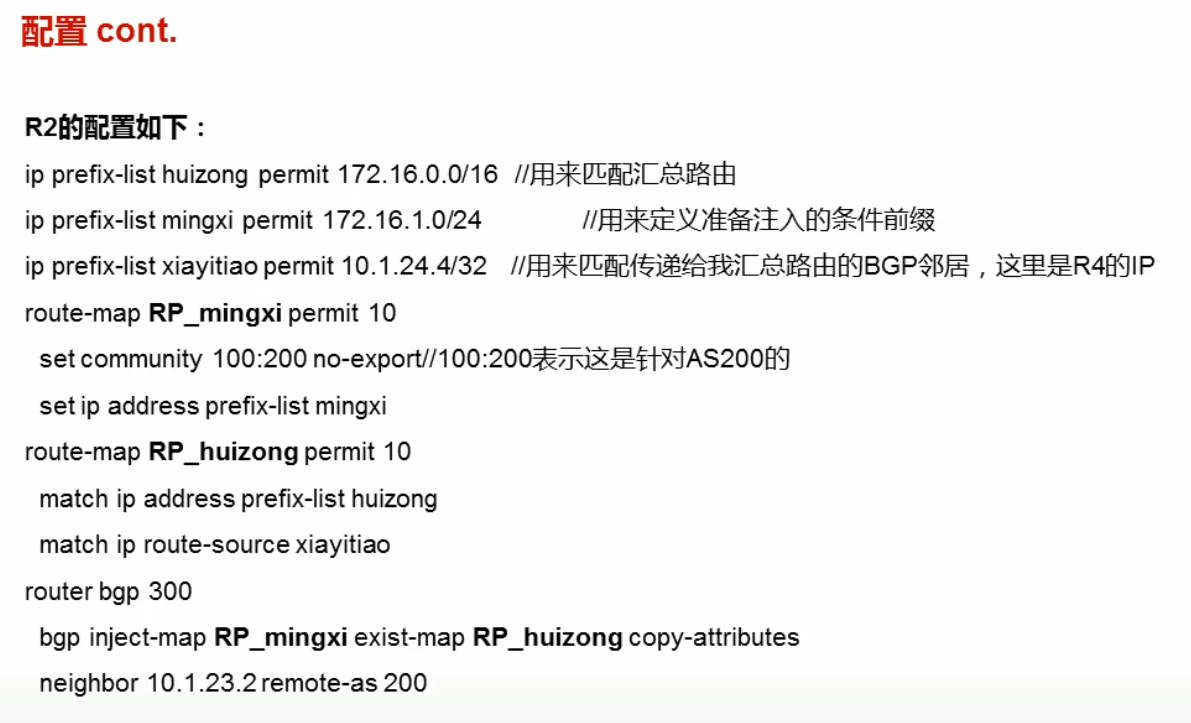 配置 cont.
R2的配置如下：
ip prefix-list huizong permit 172.16.0.0/16 //用来匹配汇总路由
ip prefix-list mingxi permit 172.16.1.0/24 //用来定义准备注入的条件前缀
ip prefix-list xiayitiao permit 10.1.24.4/32 //用来匹配传递给我汇总路由的BGP邻居，这里是R4的IP
route-map RP_mingxi permit 10
set community 100:200 no-export//100:200表示这是针对AS200的
set ip address prefix-list mingxi
route-map RP_huizong permit 10
match ip address prefix-list huizong
match ip route-source xiayitiao
router bgp 300
bgp inject-map RP_mingxi exist-map RP_huizong copy-attributes
neighbor 10.1.23.2 remote-as 200